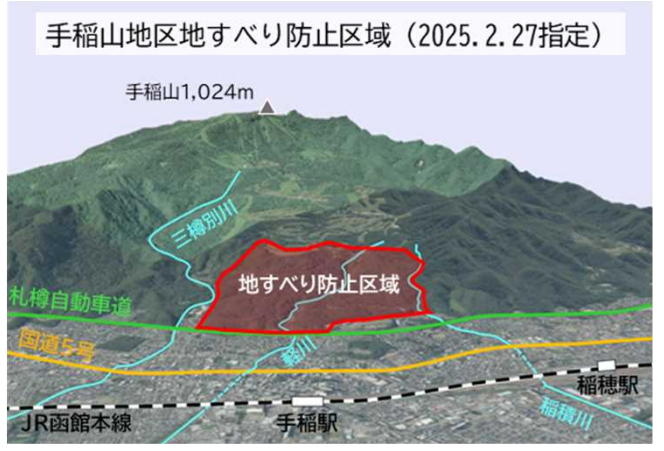 手稲山地区地すべり防止区域（2025.2.27指定）
手稲山1,024m
三樽別川
地すべり防止区域
札樽自動車道
国道5号
軽川
稲穂駅
稲積川
JR函館本線
手稲駅